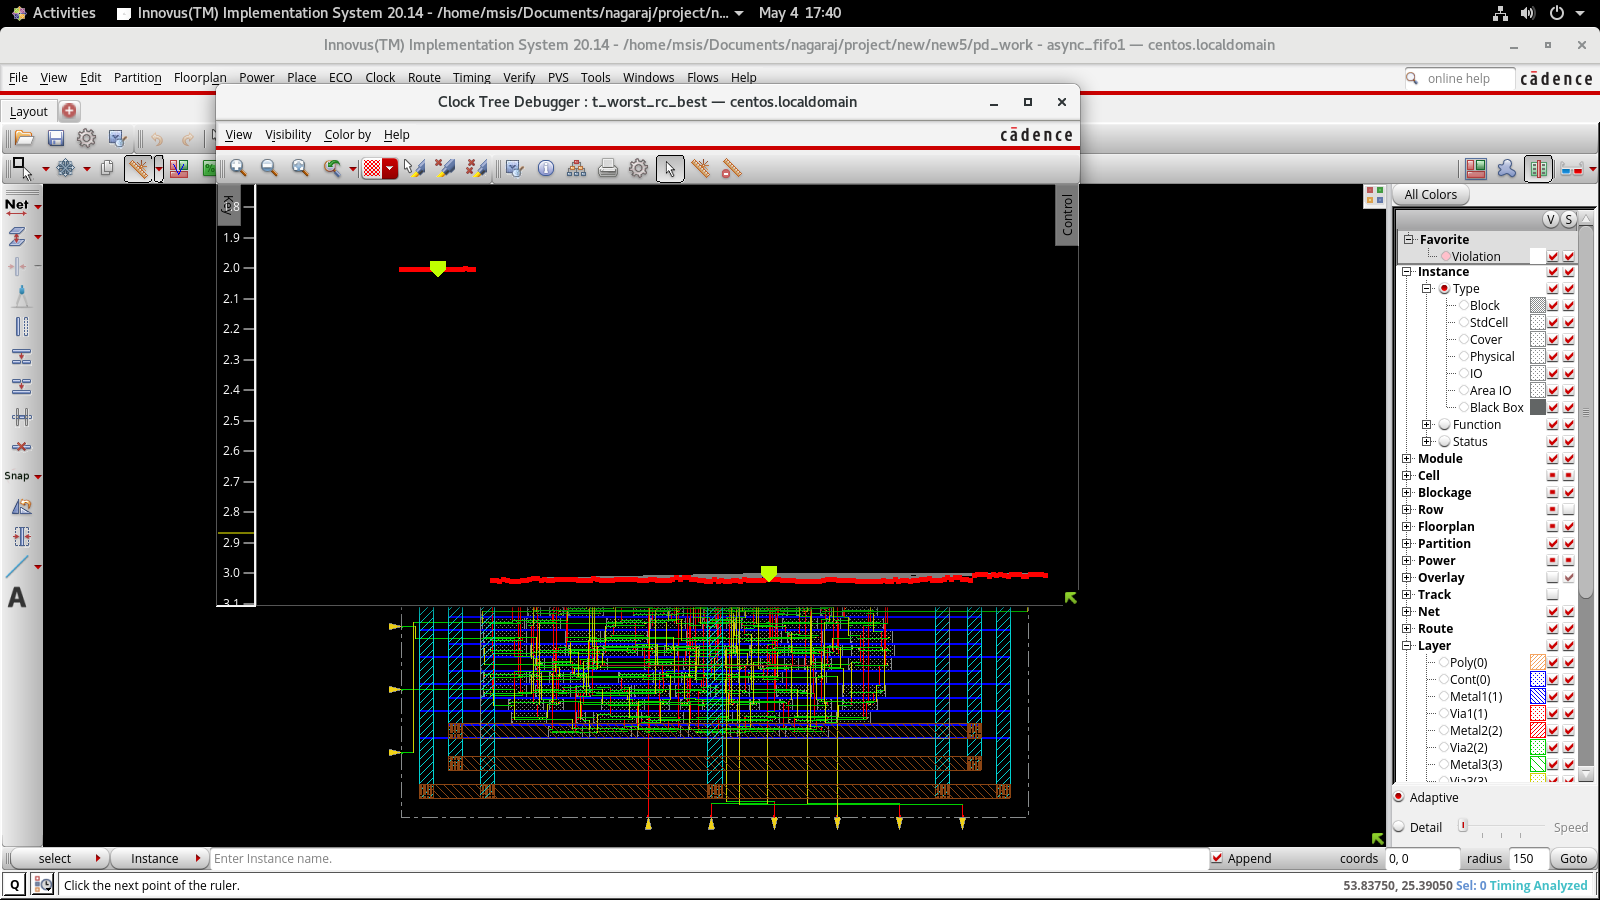 Activities
Innovus(TM) Implementation System 20.14 - /home/msis/Documents/nagaraj/project/n...
May 4 17:40
Innovus(TM) Implementation System 20.14 - /home/msis/Documents/nagaraj/project/new/new5/pd_work - async_fifo1 — centos.localdomain
File View Edit Partition Floorplan Power Place ECO Clock Route Timing Verify PVS Tools Windows Flows Help
online help
cādence
Layout
Clock Tree Debugger : t_worst_rc_best — centos.localdomain
View Visibility Color by Help
cādence
Key
Control
1.8
1.9
2.0
2.1
2.2
2.3
2.4
2.5
2.6
2.7
2.8
2.9
3.0
3.1
Net
Snap
A
All Colors
V S
Favorite
Violation
Instance
Type
Block
StdCell
Cover
Physical
IO
Area IO
Black Box
Function
Status
Module
Cell
Blockage
Row
Floorplan
Partition
Power
Overlay
Track
Net
Route
Layer
Poly(0)
Cont(0)
Metal1(1)
Via1(1)
Metal2(2)
Via2(2)
Metal3(3)
Via3(3)
Adaptive
Detail
Speed
select
Instance
Enter Instance name.
Append
coords 0, 0
radius 150
Goto
Q
Click the next point of the ruler.
53.83750, 25.39050 Sel: 0 Timing Analyzed